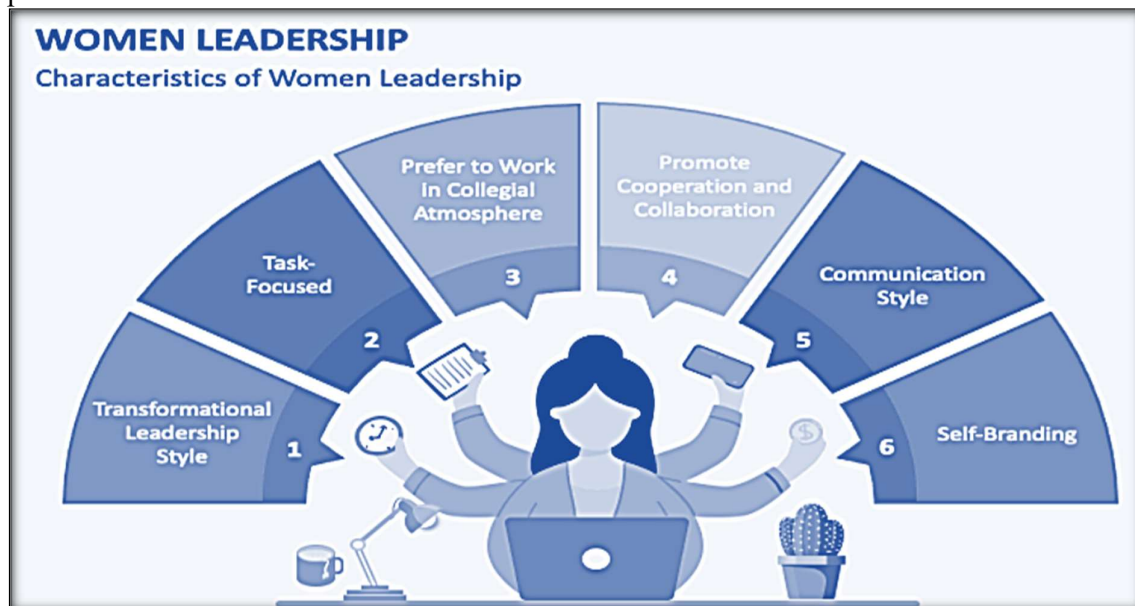 WOMEN LEADERSHIP
Characteristics of Women Leadership
Transformational
Leadership
Style
1
Task-
Focused
2
Prefer to Work
in Collegial
Atmosphere
3
Promote
Cooperation and
Collaboration
4
Communication
Style
5
Self-Branding
6